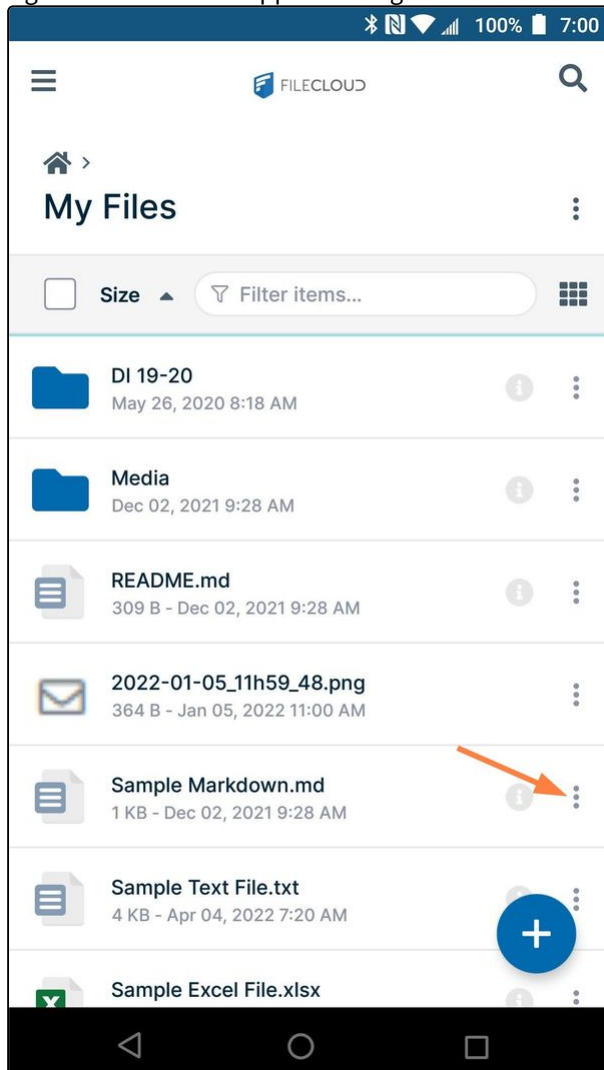 100% 7:00
FILECLOUD
My Files
Size Filter items...
DI 19-20
May 26, 2020 8:18 AM
Media
Dec 02, 2021 9:28 AM
README.md
309 B - Dec 02, 2021 9:28 AM
2022-01-05_11h59_48.png
364 B - Jan 05, 2022 11:00 AM
Sample Markdown.md
1 KB - Dec 02, 2021 9:28 AM
Sample Text File.txt
4 KB - Apr 04, 2022 7:20 AM
Sample Excel File.xlsx